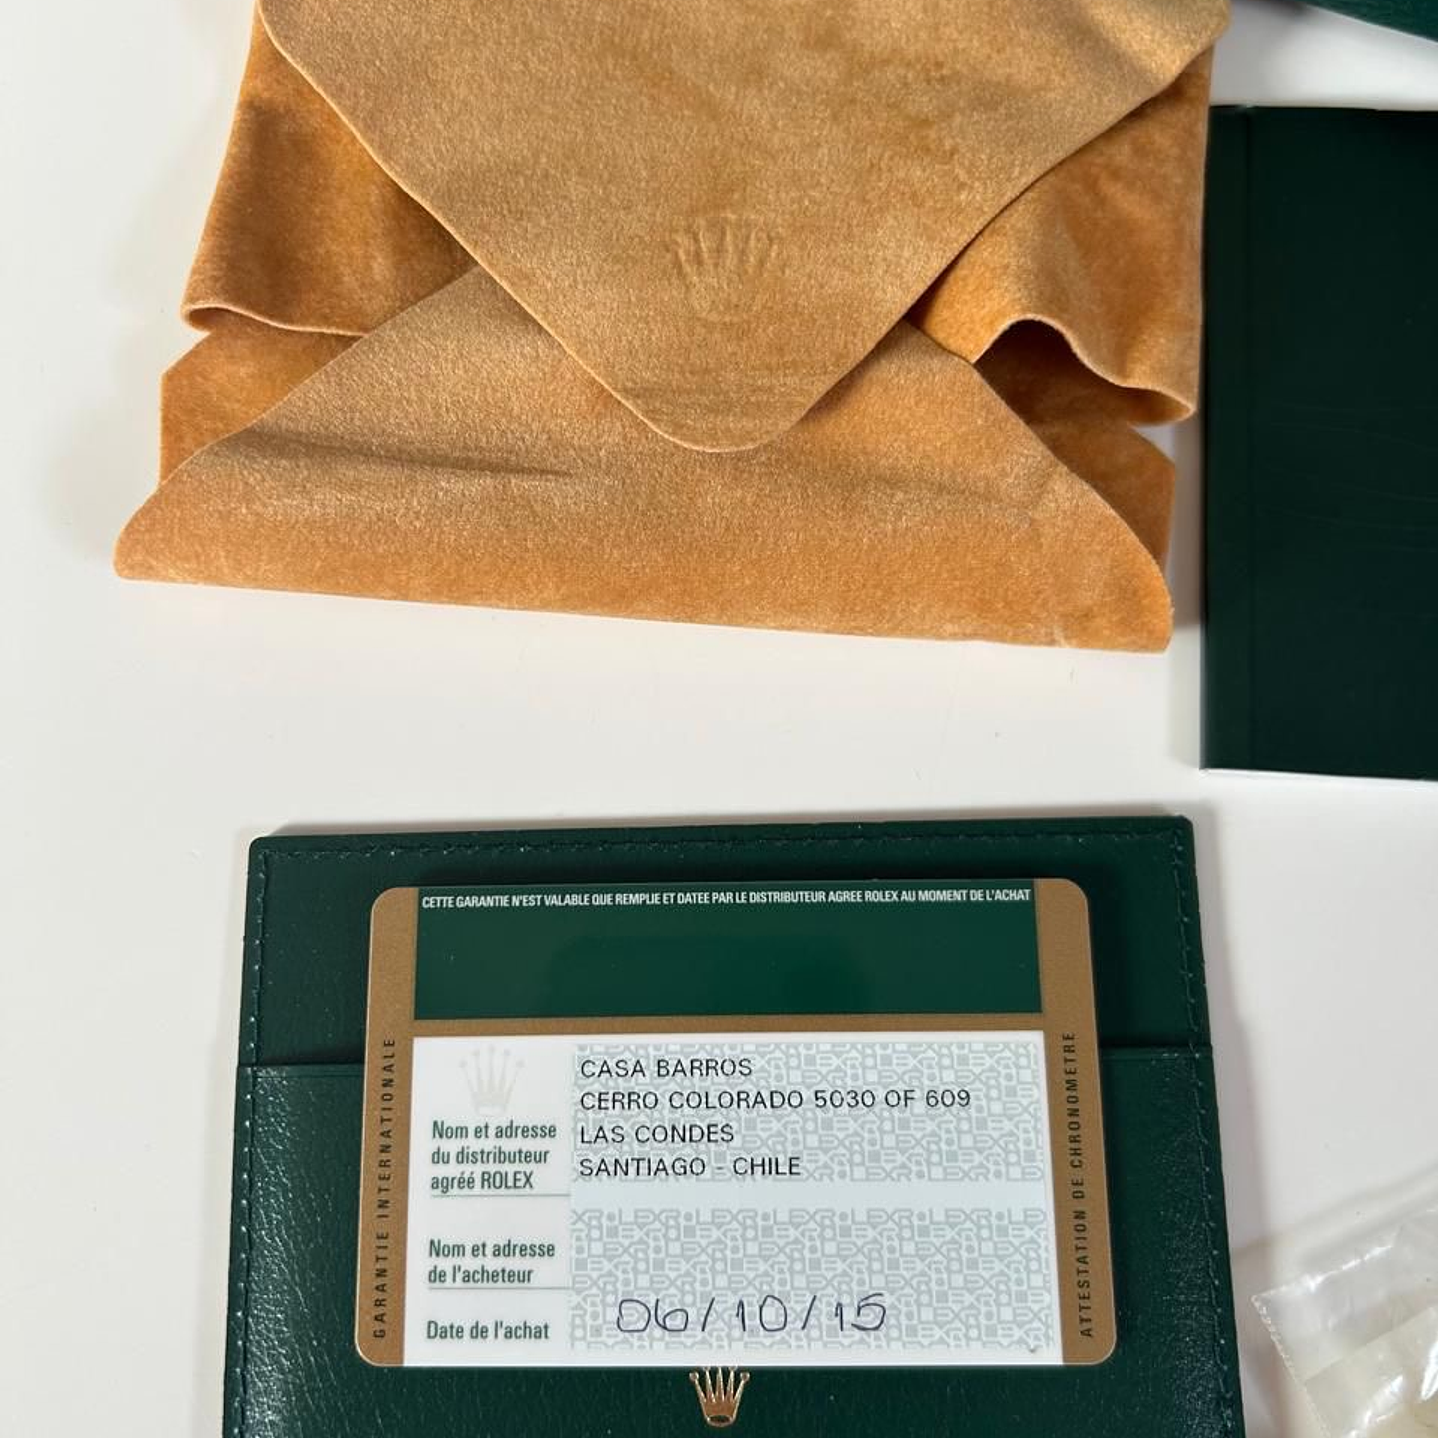 CETTE GARANTIE N'EST VALABLE QUE REMPLIE ET DATEE PAR LE DISTRIBUTEUR AGREE ROLEX AU MOMENT DE L'ACHAT
GARANTIE INTERNATIONALE
Nom et adresse
du distributeur
agréé ROLEX
CASA BARROS
CERRO COLORADO 5030 OF 609
LAS CONDES
SANTIAGO - CHILE
Nom et adresse
de l'acheteur
Date de l'achat
06/10/15
ATTESTATION DE CHRONOMETRE